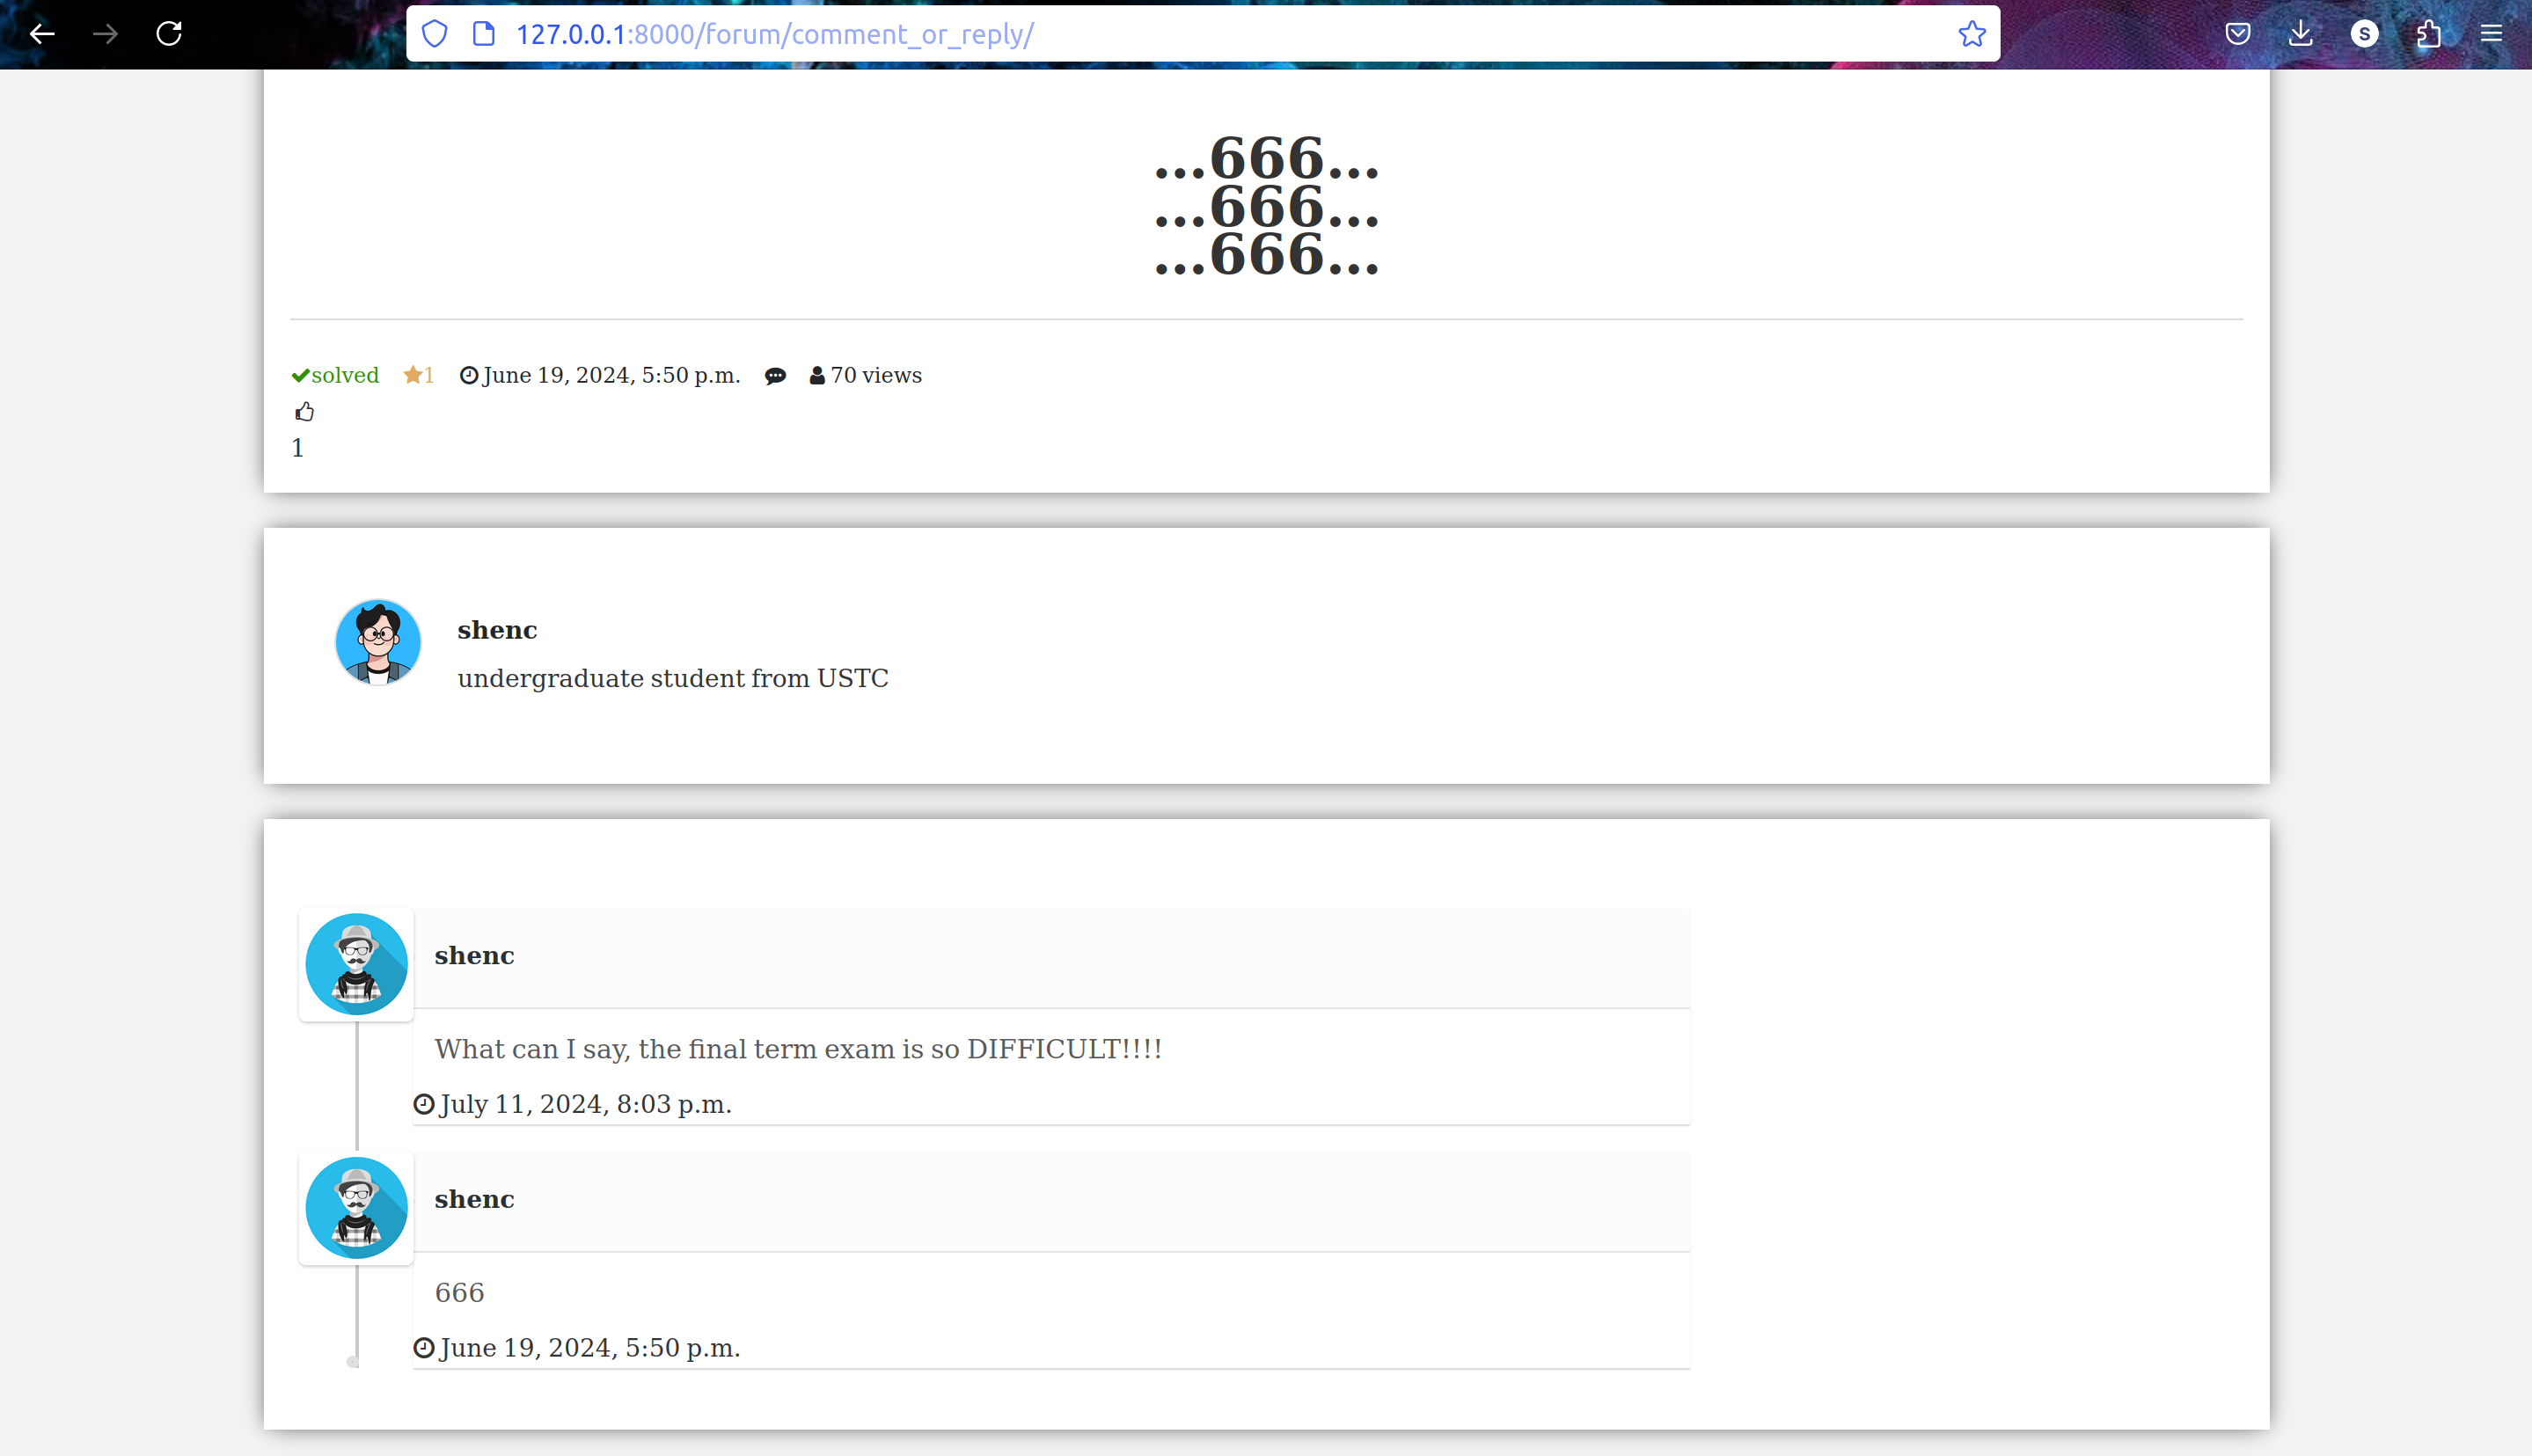 127.0.0.1:8000/forum/comment_or_reply/
S
...666...
...666...
...666...
solved 1 June 19, 2024, 5:50 p.m. 70 views
1
shenc
undergraduate student from USTC
shenc
What can I say, the final term exam is so DIFFICULT!!!!
July 11, 2024, 8:03 p.m.
shenc
666
June 19, 2024, 5:50 p.m.